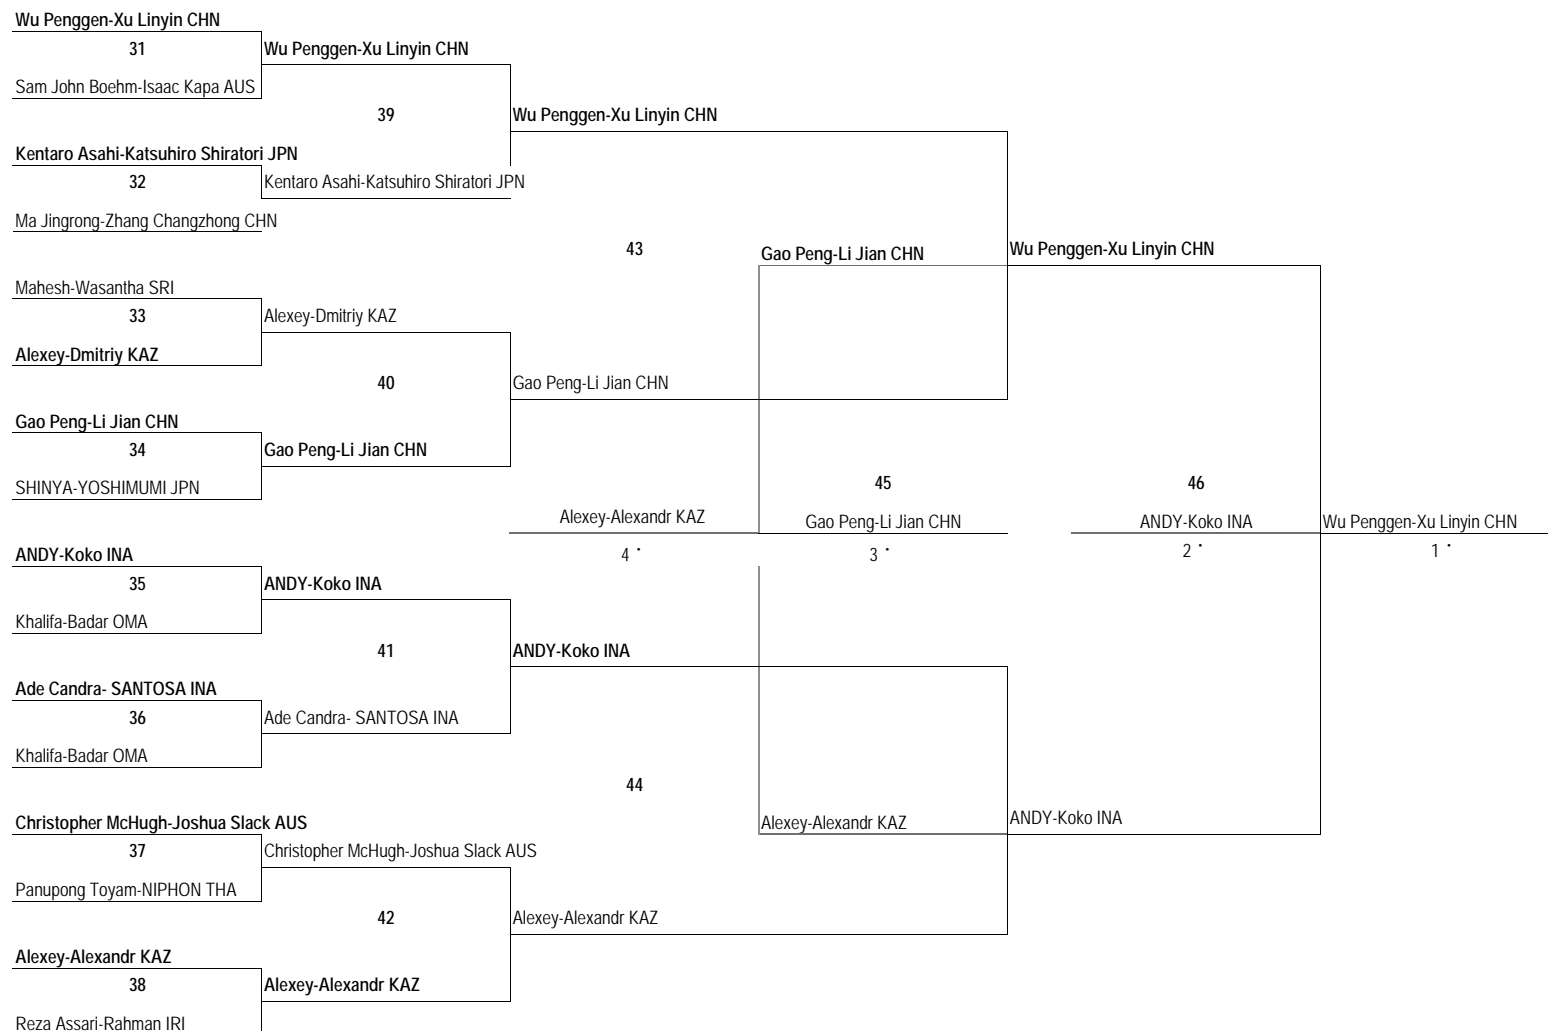 Wu Penggen-Xu Linyin CHN
31
Wu Penggen-Xu Linyin CHN
Sam John Boehm-Isaac Kapa AUS
39
Wu Penggen-Xu Linyin CHN
Kentaro Asahi-Katsuhiro Shiratori JPN
32
Kentaro Asahi-Katsuhiro Shiratori JPN
Ma Jingrong-Zhang Changzhong CHN
43
Gao Peng-Li Jian CHN
Wu Penggen-Xu Linyin CHN
Mahesh-Wasantha SRI
33
Alexey-Dmitriy KAZ
Alexey-Dmitriy KAZ
40
Gao Peng-Li Jian CHN
Gao Peng-Li Jian CHN
34
Gao Peng-Li Jian CHN
SHINYA-YOSHIMUMI JPN
45
46
Alexey-Alexandr KAZ
Gao Peng-Li Jian CHN
ANDY-Koko INA
Wu Penggen-Xu Linyin CHN
4
3
2
1
ANDY-Koko INA
35
ANDY-Koko INA
Khalifa-Badar OMA
41
ANDY-Koko INA
Ade Candra- SANTOSA INA
36
Ade Candra- SANTOSA INA
Khalifa-Badar OMA
44
Christopher McHugh-Joshua Slack AUS
Alexey-Alexandr KAZ
ANDY-Koko INA
37
Christopher McHugh-Joshua Slack AUS
Panupong Toyam-NIPHON THA
42
Alexey-Alexandr KAZ
Alexey-Alexandr KAZ
38
Alexey-Alexandr KAZ
Reza Assari-Rahman IRI